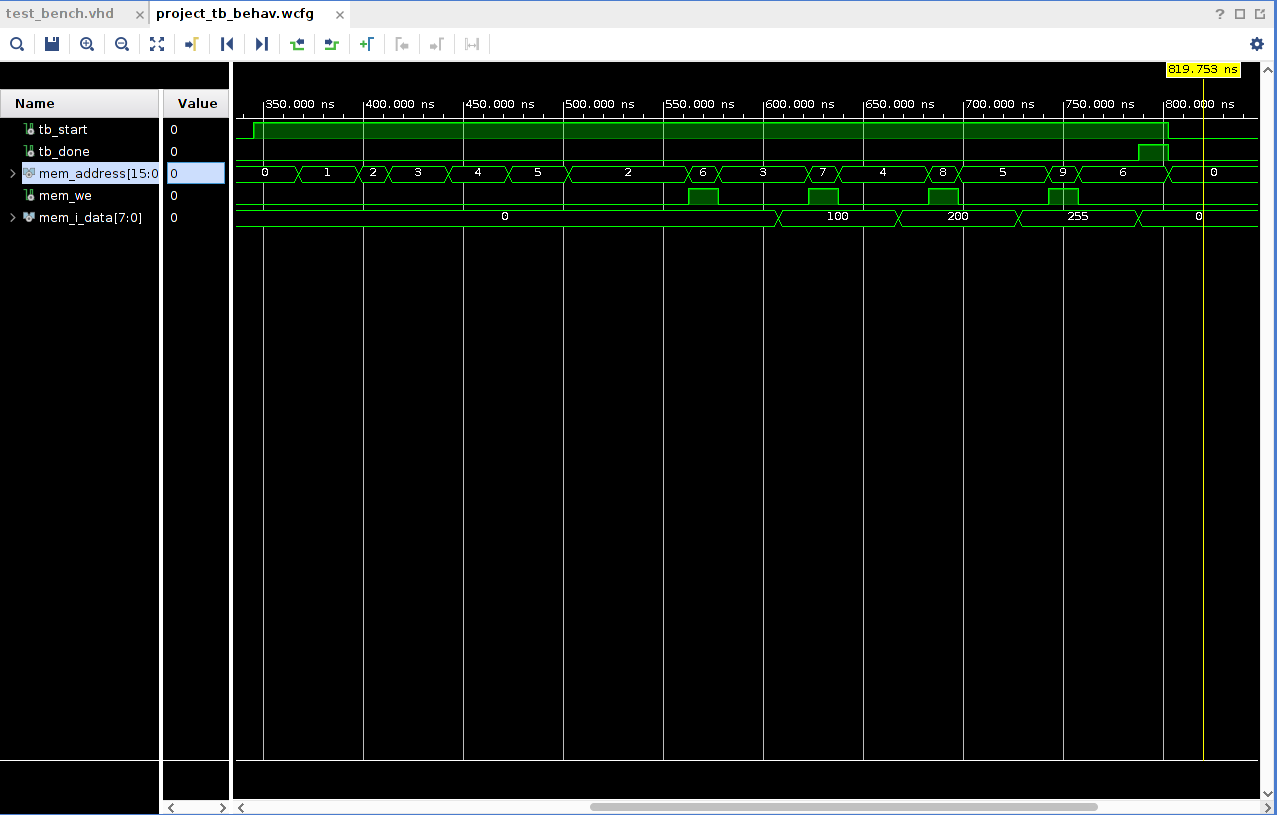 test_bench.vhd × project_tb_behav.wcfg ×
?
819.753 ns
Name Value
350.000 ns 400.000 ns 450.000 ns 500.000 ns 550.000 ns 600.000 ns 650.000 ns 700.000 ns 750.000 ns 800.000 ns
tb_start 0
tb_done 0
mem_address[15:0 0 0 1 2 3 4 5 2 6 3 7 4 8 5 9 6 0
mem_we 0
mem_i_data[7:0] 0 0 100 200 255 0